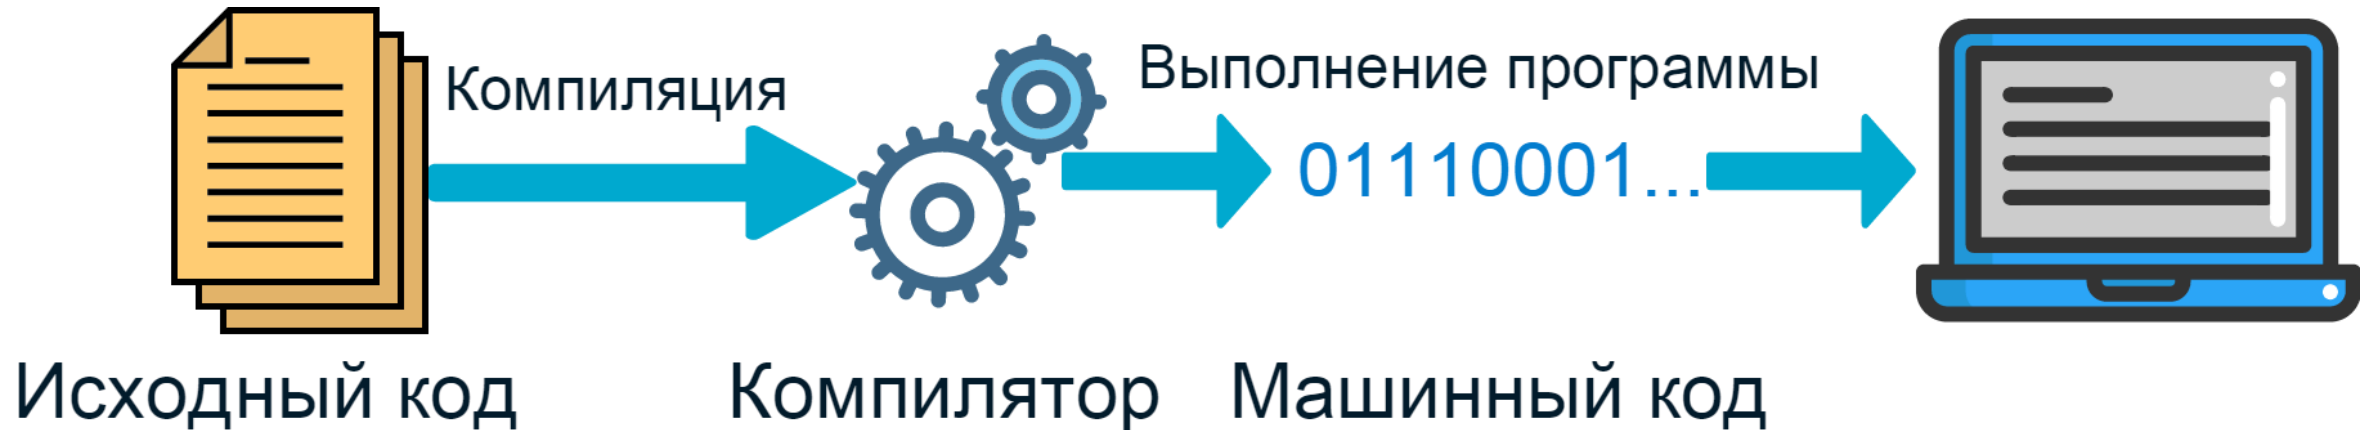 Компиляция
Выполнение программы
01110001...
Исходный код
Компилятор
Машинный код